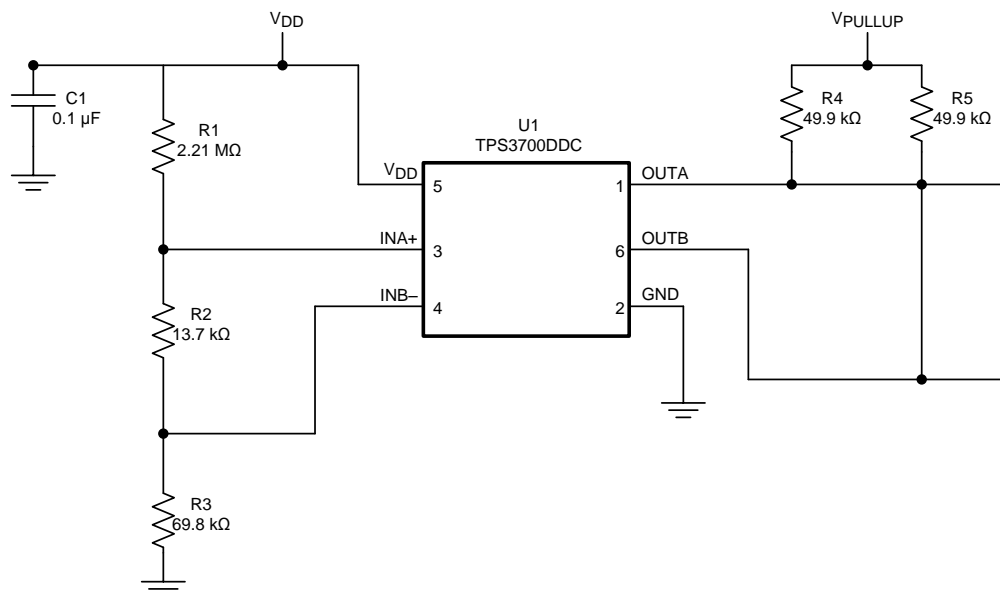 VDD
VPULLUP
C1
0.1 µF
R1
2.21 MΩ
U1
TPS3700DDC
R4
49.9 kΩ
R5
49.9 kΩ
VDD
5
1
OUTA
INA+
3
6
OUTB
INB–
4
2
GND
R2
13.7 kΩ
R3
69.8 kΩ